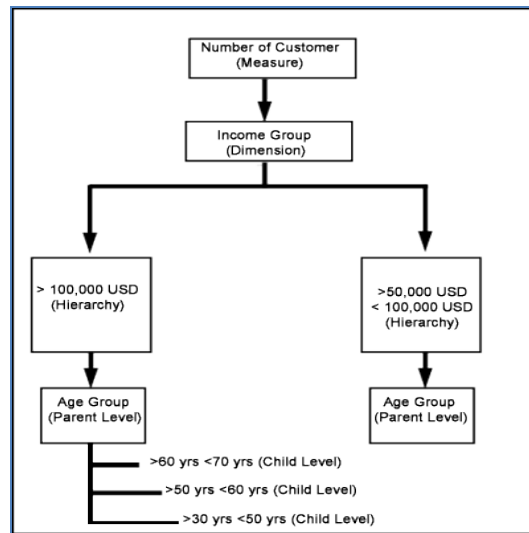 Number of Customer
(Measure)
Income Group
(Dimension)
> 100,000 USD
(Hierarchy)
>50,000 USD
< 100,000 USD
(Hierarchy)
Age Group
(Parent Level)
Age Group
(Parent Level)
>60 yrs <70 yrs (Child Level)
>50 yrs <60 yrs (Child Level)
>30 yrs <50 yrs (Child Level)